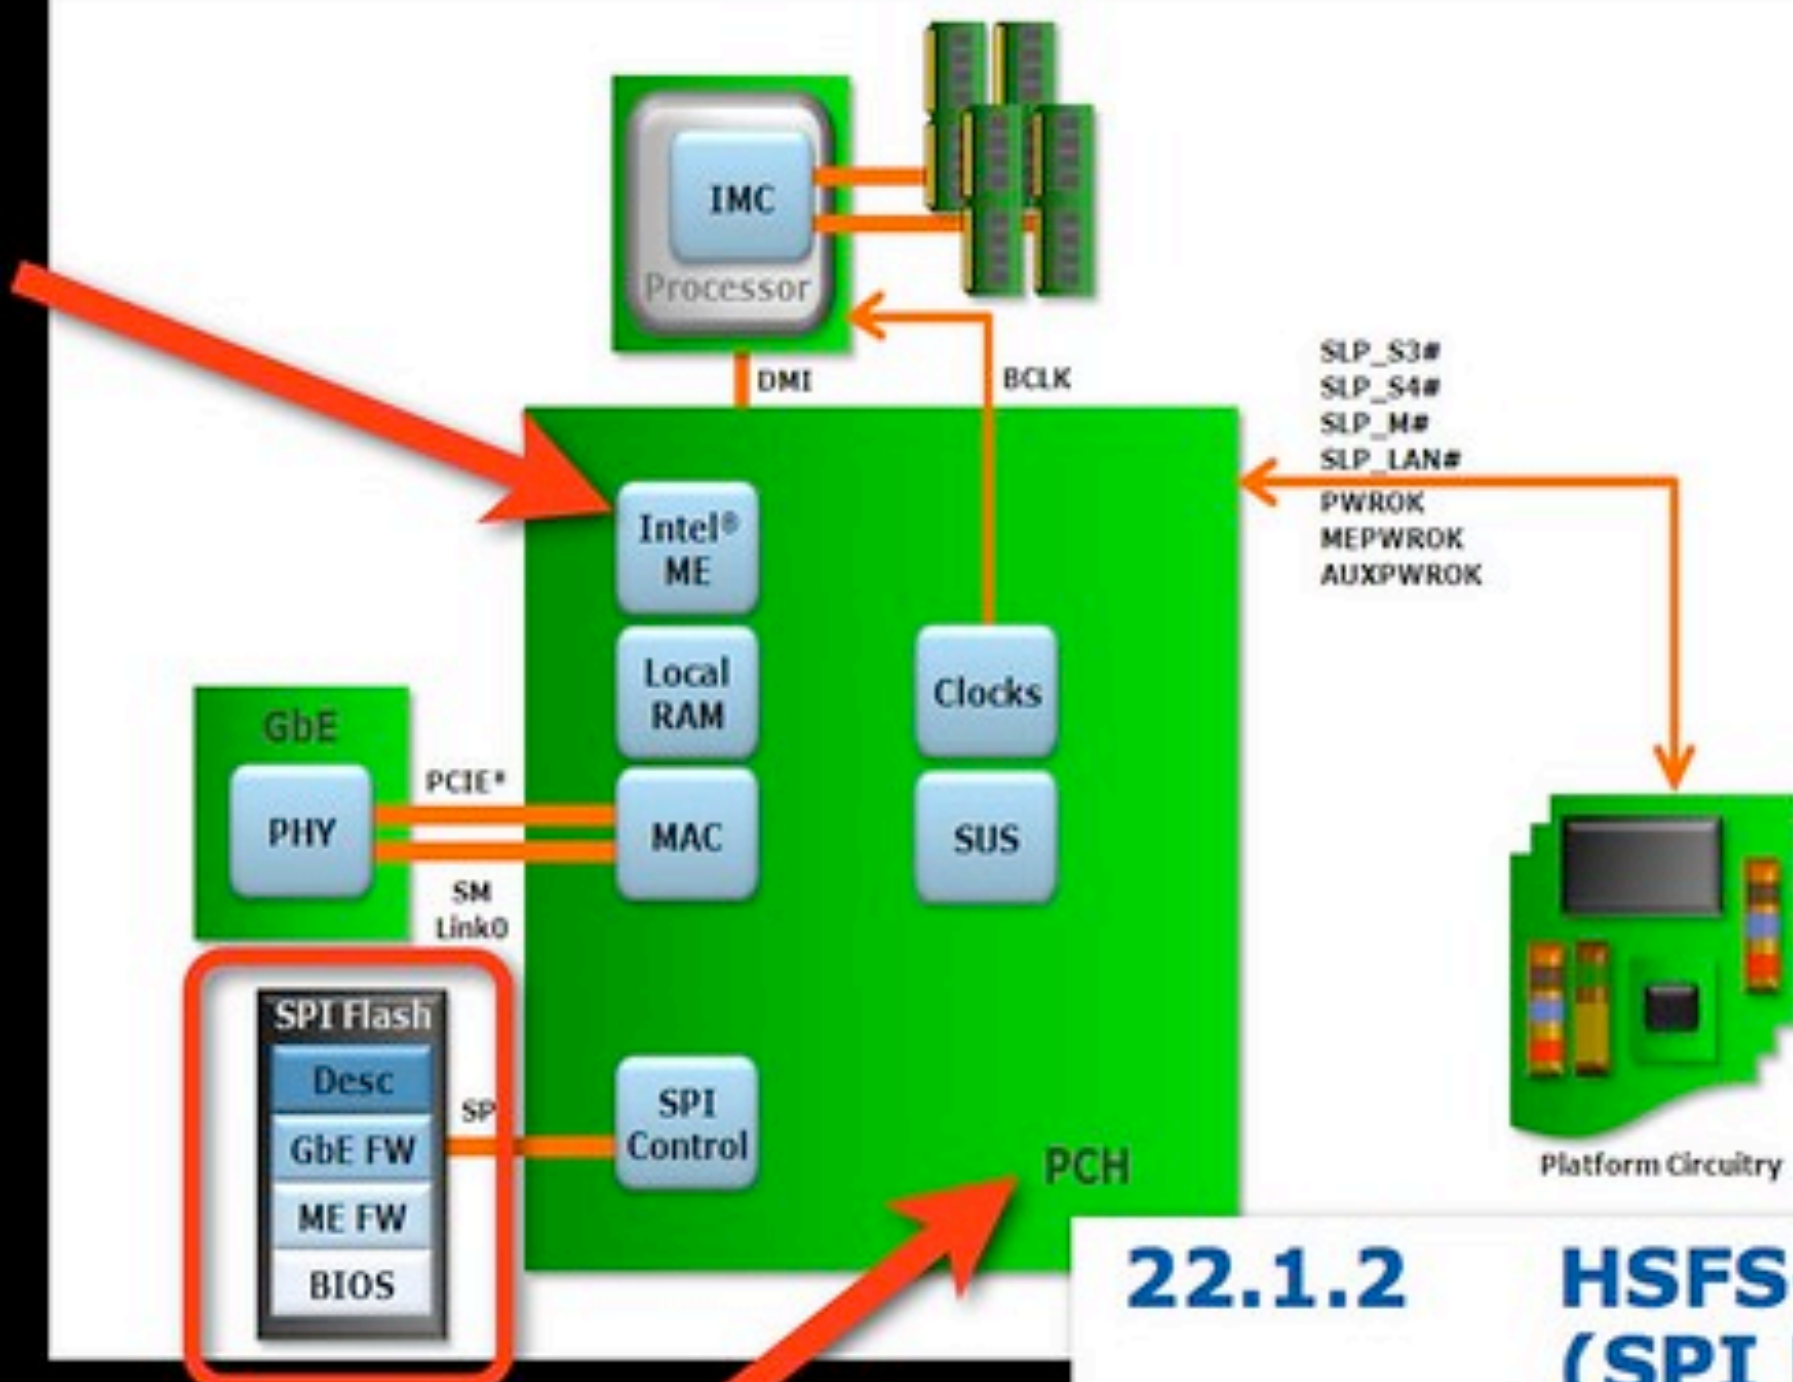 IMC
Processor
DMI
BCLK
SLP_S3#
SLP_S4#
SLP_M#
SLP_LAN#
PWROK
MEPWROK
AUXPWROK
Intel®
ME
Local
RAM
Clocks
GbE
PHY
PCIE*
MAC
SUS
SM
Link0
SPI Flash
Desc
GbE FW
ME FW
BIOS
SP
SPI
Control
PCH
Platform Circuitry
22.1.2 HSFS
(SPI